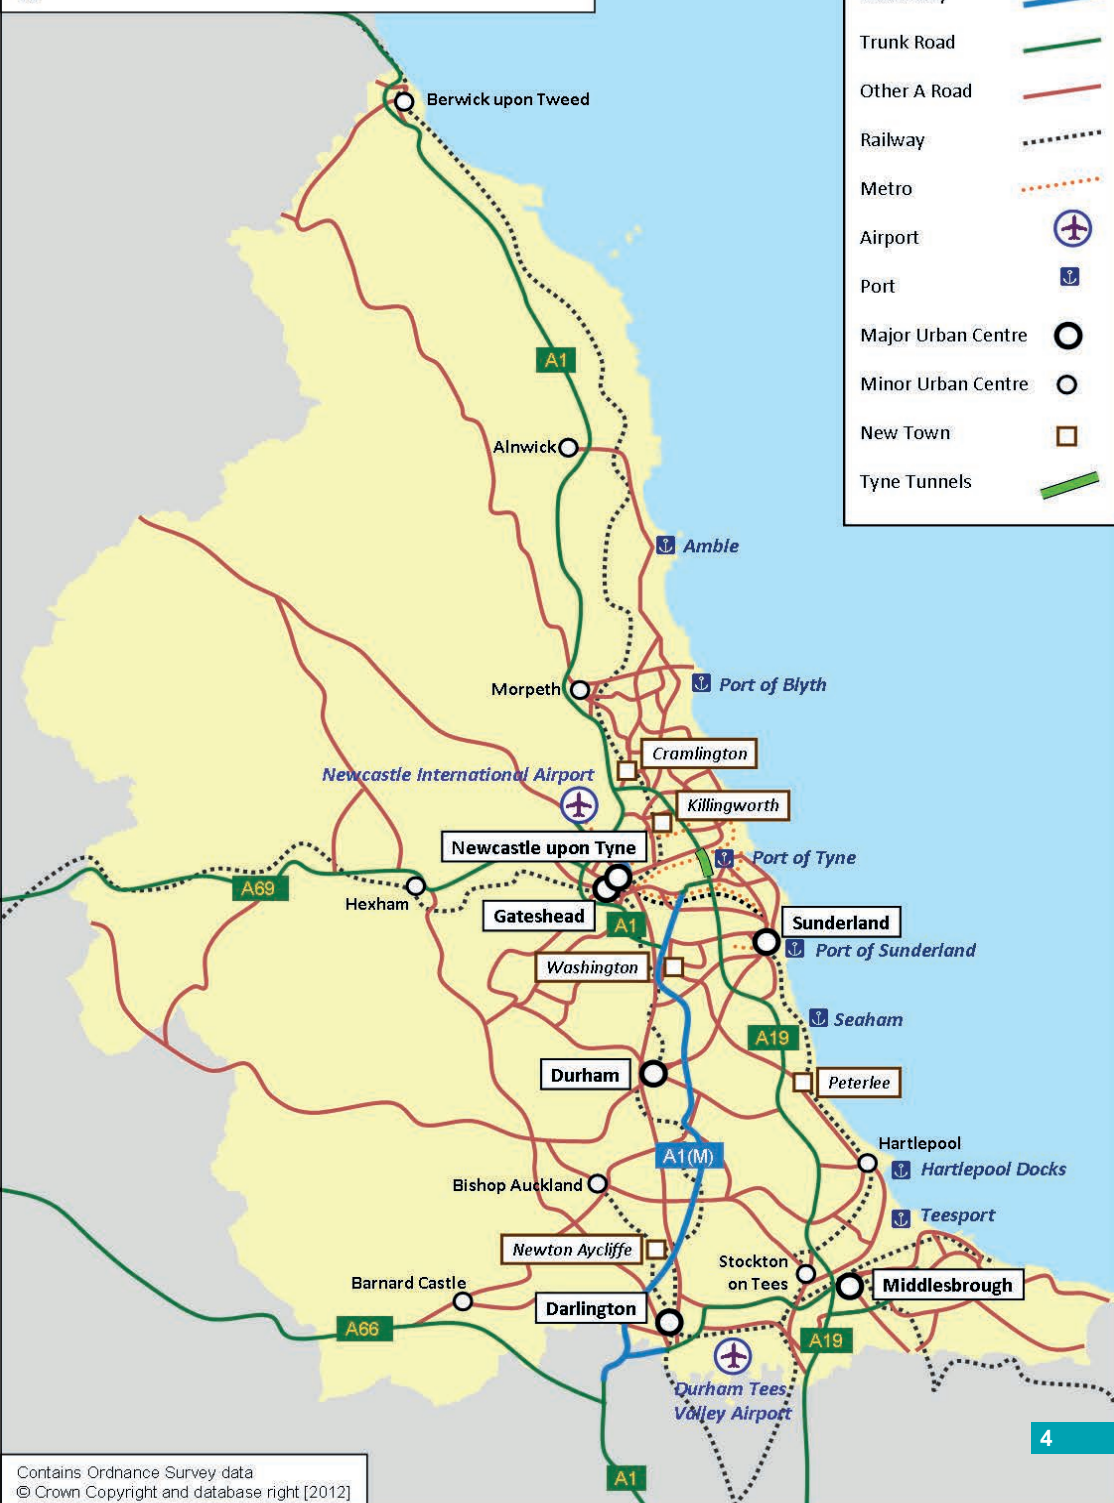 Trunk Road
Other A Road
Railway
Metro
Airport
Port
Major Urban Centre
Minor Urban Centre
New Town
Tyne Tunnels
Berwick upon Tweed
A1
Alnwick
Amble
Morpeth
Port of Blyth
Cramlington
Newcastle International Airport
Killingworth
Newcastle upon Tyne
Port of Tyne
A69
Hexham
Gateshead
A1
Sunderland
Port of Sunderland
Washington
Seaham
A19
Durham
Peterlee
Hartlepool
A1(M)
Hartlepool Docks
Bishop Auckland
Teesport
Newton Aycliffe
Stockton
on Tees
Barnard Castle
Middlesbrough
Darlington
A66
A19
Durham Tees
Valley Airport
4
Contains Ordnance Survey data
© Crown Copyright and database right [2012]
A1